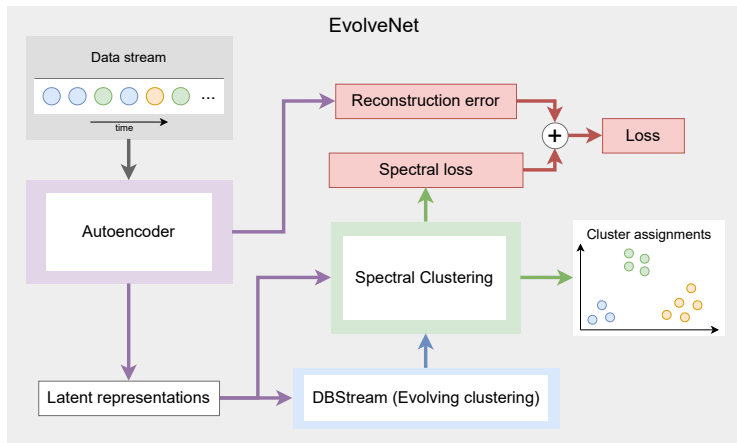 EvolveNet
Data stream
...
time
Reconstruction error
+
Loss
Spectral loss
Autoencoder
Cluster assignments
Spectral Clustering
Latent representations
DBStream (Evolving clustering)